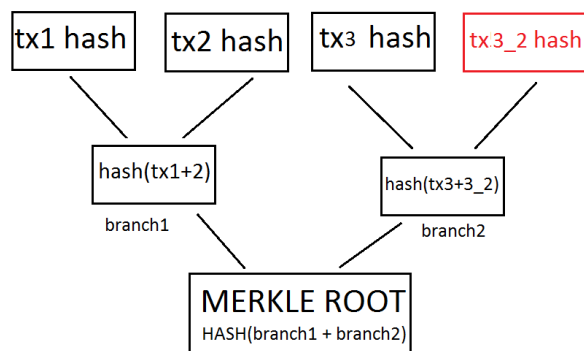 tx1 hash
tx2 hash
tx3 hash
tx3_2 hash
hash(tx1+2)
hash(tx3+3_2)
branch1
branch2
MERKLE ROOT
HASH(branch1 + branch2)